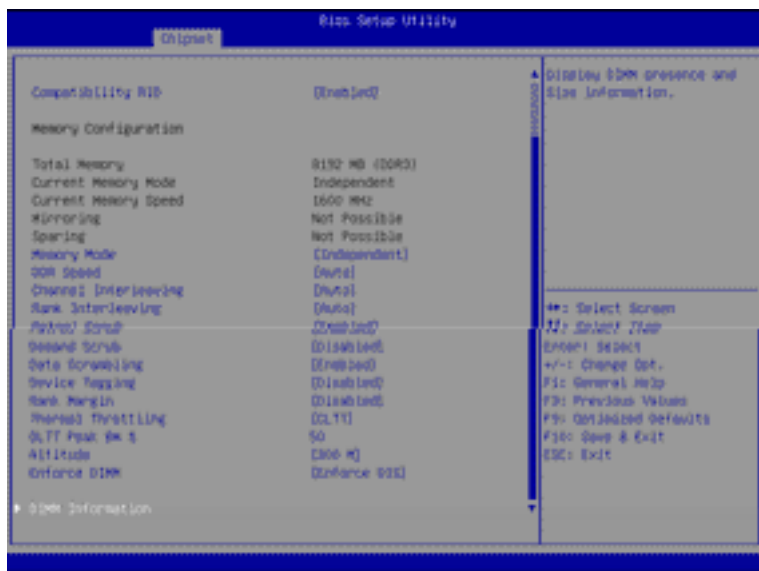 Bios Setup Utility
Chipset
Compatibility RID [Enabled]
Memory Configuration
Total Memory 8192 MB (DDR3)
Current Memory Mode Independent
Current Memory Speed 1600 MHz
Mirroring Not Possible
Sparing Not Possible
Memory Mode [Independent]
DDR Speed [Auto]
Channel Interleaving [Auto]
Rank Interleaving [Auto]
Patrol Scrub [Enabled]
Demand Scrub [Disabled]
Data Scrambling [Enabled]
Device Tagging [Disabled]
Rank Margin [Disabled]
Thermal Throttling [CLTT]
OLTT Peak BW % 50
Altitude [300 M]
Enforce DIMM [Enforce DIS]
DIMM Information
Display DIMM presence and
Size Information.
: Select Screen
: Select Item
Enter: Select
+/-: Change Opt.
F1: General Help
Previous Values
F9: Optimized Defaults
F10: Save & Exit
ESC: Exit